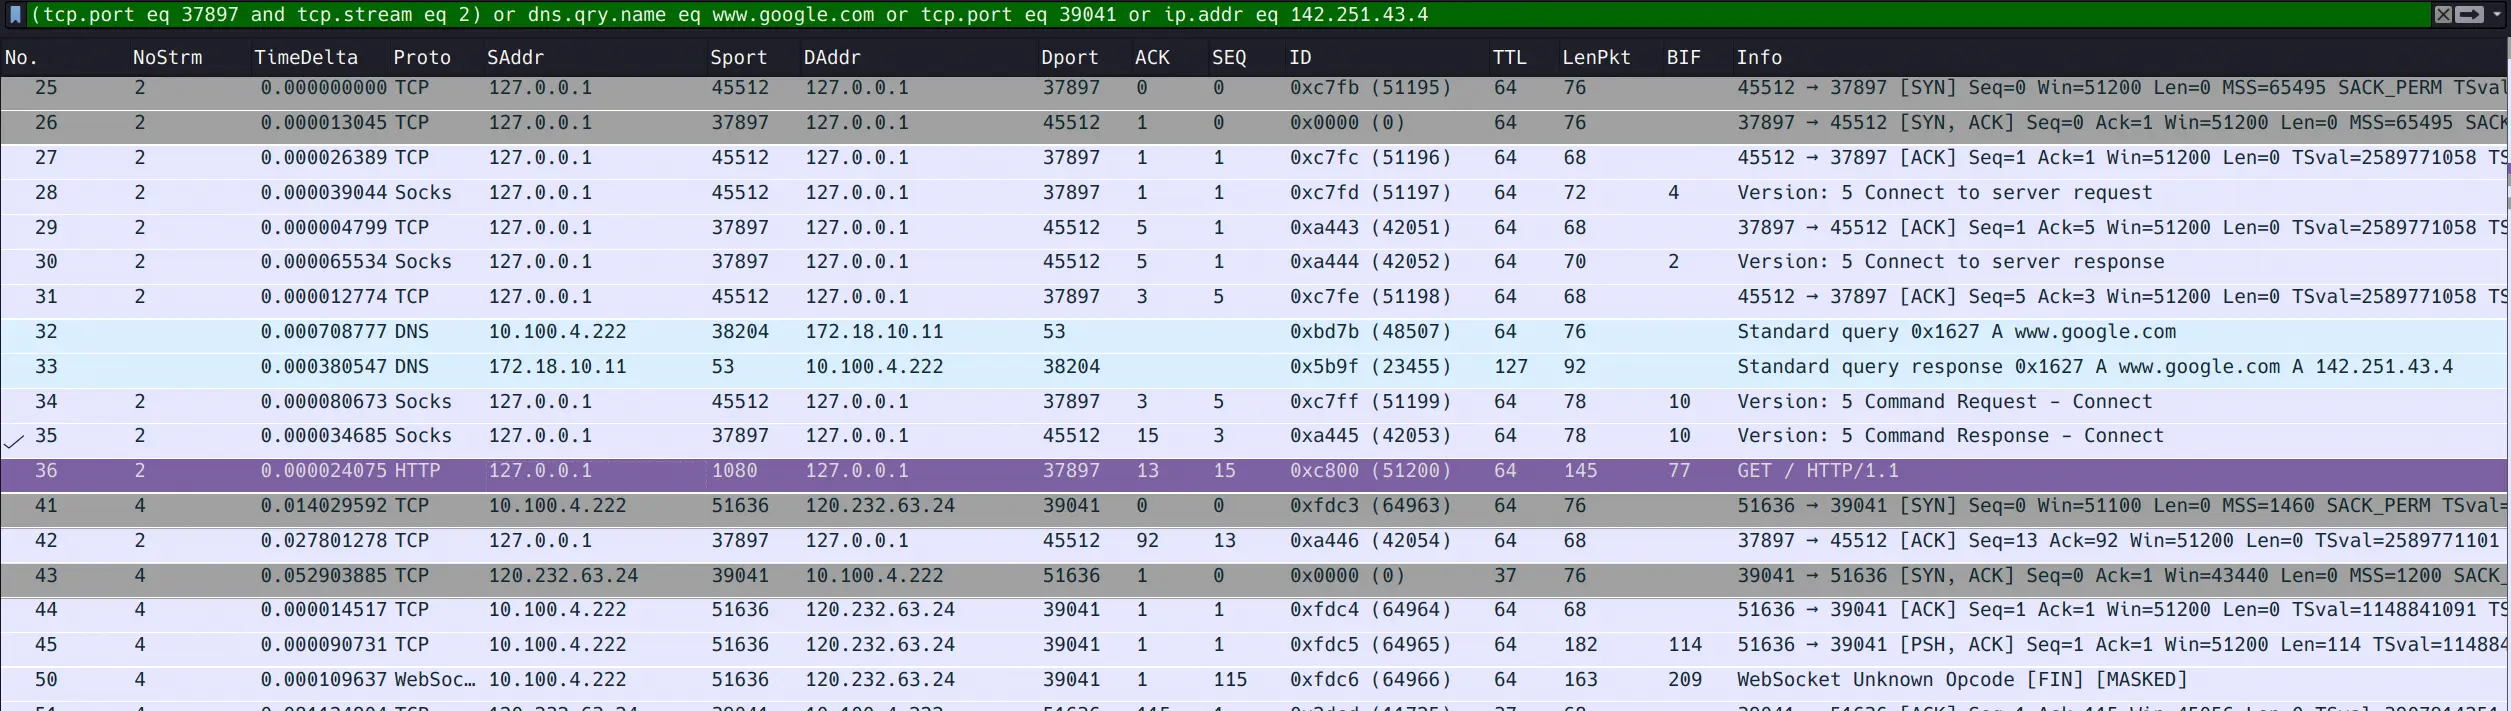 (tcp.port eq 37897 and tcp.stream eq 2) or dns.qry.name eq www.google.com or tcp.port eq 39041 or ip.addr eq 142.251.43.4
No. NoStrm TimeDelta Proto SAddr Sport DAddr Dport ACK SEQ ID TTL LenPkt BIF Info
25 2 0.000000000 TCP 127.0.0.1 45512 127.0.0.1 37897 0 0 0xc7fb (51195) 64 76 45512 → 37897 [SYN] Seq=0 Win=51200 Len=0 MSS=65495 SACK_PERM TSval
26 2 0.000013045 TCP 127.0.0.1 37897 127.0.0.1 45512 1 0 0x0000 (0) 64 76 37897 → 45512 [SYN, ACK] Seq=0 Ack=1 Win=51200 Len=0 MSS=65495 SACK
27 2 0.000026389 TCP 127.0.0.1 45512 127.0.0.1 37897 1 1 0xc7fc (51196) 64 68 45512 → 37897 [ACK] Seq=1 Ack=1 Win=51200 Len=0 TSval=2589771058 TS
28 2 0.000039044 Socks 127.0.0.1 45512 127.0.0.1 37897 1 1 0xc7fd (51197) 64 72 4 Version: 5 Connect to server request
29 2 0.000004799 TCP 127.0.0.1 37897 127.0.0.1 45512 5 1 0xa443 (42051) 64 68 37897 → 45512 [ACK] Seq=1 Ack=5 Win=51200 Len=0 TSval=2589771058 TS
30 2 0.000065534 Socks 127.0.0.1 37897 127.0.0.1 45512 5 1 0xa444 (42052) 64 70 2 Version: 5 Connect to server response
31 2 0.000012774 TCP 127.0.0.1 45512 127.0.0.1 37897 3 5 0xc7fe (51198) 64 68 45512 → 37897 [ACK] Seq=5 Ack=3 Win=51200 Len=0 TSval=2589771058 TS
32 0.000708777 DNS 10.100.4.222 38204 172.18.10.11 53 0xbd7b (48507) 64 76 Standard query 0x1627 A www.google.com
33 0.000380547 DNS 172.18.10.11 53 10.100.4.222 38204 0x5b9f (23455) 127 92 Standard query response 0x1627 A www.google.com A 142.251.43.4
34 2 0.000080673 Socks 127.0.0.1 45512 127.0.0.1 37897 3 5 0xc7ff (51199) 64 78 10 Version: 5 Command Request - Connect
35 2 0.000034685 Socks 127.0.0.1 37897 127.0.0.1 45512 15 3 0xa445 (42053) 64 78 10 Version: 5 Command Response - Connect
36 2 0.000024075 HTTP 127.0.0.1 1080 127.0.0.1 37897 13 15 0xc800 (51200) 64 145 77 GET / HTTP/1.1
41 4 0.014029592 TCP 10.100.4.222 51636 120.232.63.24 39041 0 0 0xfdc3 (64963) 64 76 51636 → 39041 [SYN] Seq=0 Win=51100 Len=0 MSS=1460 SACK_PERM TSval=
42 2 0.027801278 TCP 127.0.0.1 37897 127.0.0.1 45512 92 13 0xa446 (42054) 64 68 37897 → 45512 [ACK] Seq=13 Ack=92 Win=51200 Len=0 TSval=2589771101
43 4 0.052903885 TCP 120.232.63.24 39041 10.100.4.222 51636 1 0 0x0000 (0) 37 76 39041 → 51636 [SYN, ACK] Seq=0 Ack=1 Win=43440 Len=0 MSS=1200 SACK_
44 4 0.000014517 TCP 10.100.4.222 51636 120.232.63.24 39041 1 1 0xfdc4 (64964) 64 68 51636 → 39041 [ACK] Seq=1 Ack=1 Win=51200 Len=0 TSval=1148841091 TS
45 4 0.000090731 TCP 10.100.4.222 51636 120.232.63.24 39041 1 1 0xfdc5 (64965) 64 182 114 51636 → 39041 [PSH, ACK] Seq=1 Ack=1 Win=51200 Len=114 TSval=114884
50 4 0.000109637 WebSoc… 10.100.4.222 51636 120.232.63.24 39041 1 115 0xfdc6 (64966) 64 163 209 WebSocket Unknown Opcode [FIN] [MASKED]